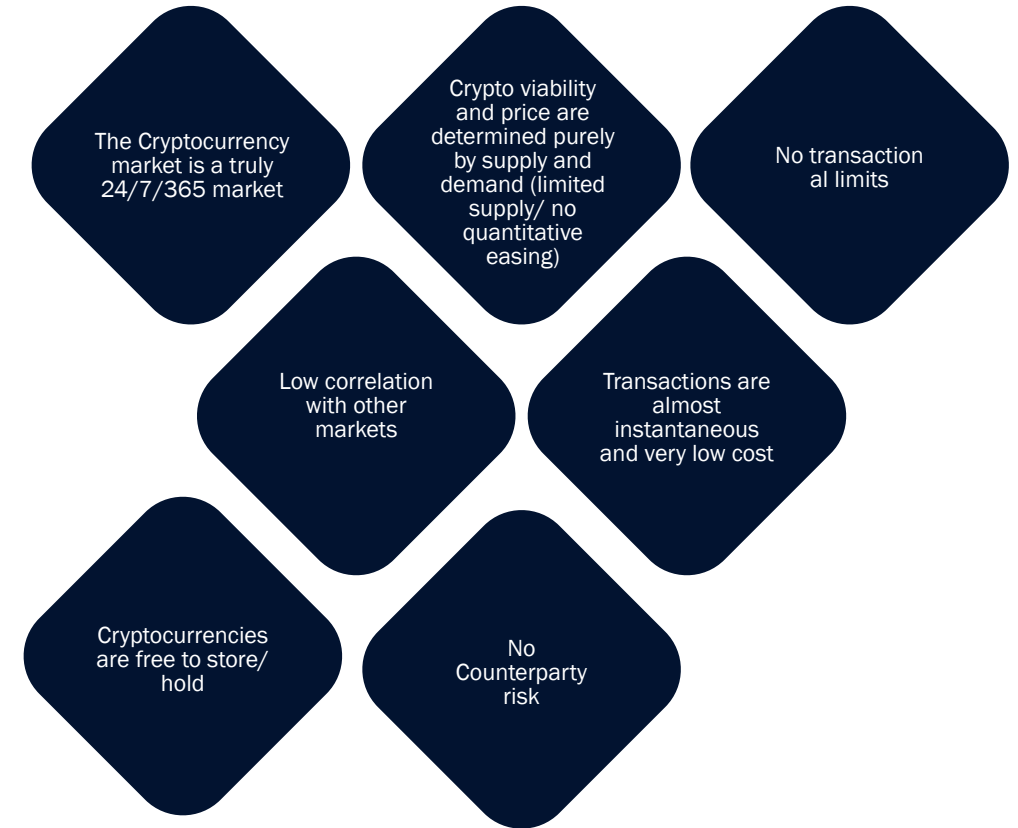 The Cryptocurrency
market is a truly
24/7/365 market
Crypto viability
and price are
determined purely
by supply and
demand (limited
supply/ no
quantitative
easing)
No transaction
al limits
Low correlation
with other
markets
Transactions are
almost
instantaneous
and very low cost
Cryptocurrencies
are free to store/
hold
No
Counterparty
risk